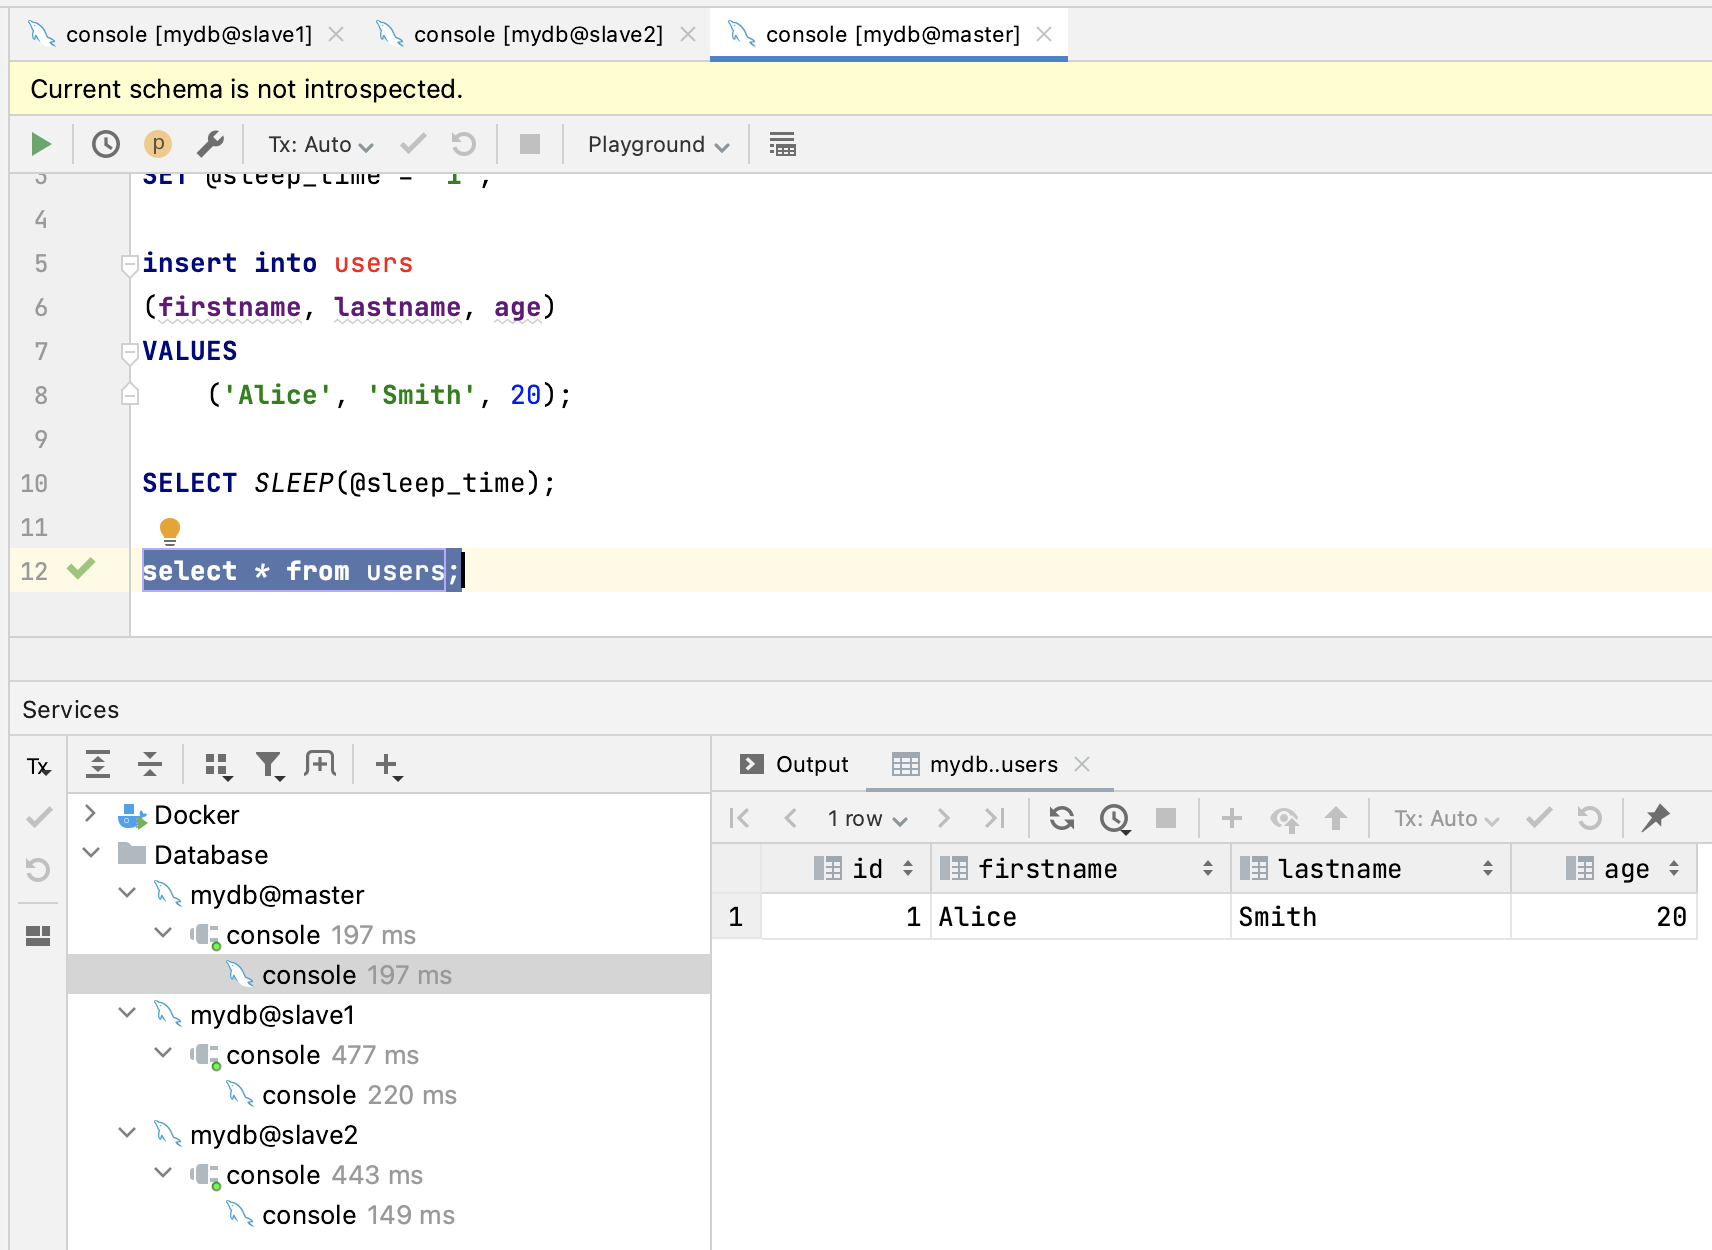 console [mydb@slave1] console [mydb@slave2] console [mydb@master]
Current schema is not introspected.
p Tx: Auto Playground
3 SET @sleep_time = '1';
4
5 insert into users
6 (firstname, lastname, age)
7 VALUES
8 ('Alice', 'Smith', 20);
9
10 SELECT SLEEP(@sleep_time);
11
12 select * from users;
Services
Tx
Output mydb..users
Docker
1 row Tx: Auto
Database
id firstname lastname age
mydb@master
1 1 Alice Smith 20
console 197 ms
console 197 ms
mydb@slave1
console 477 ms
console 220 ms
mydb@slave2
console 443 ms
console 149 ms